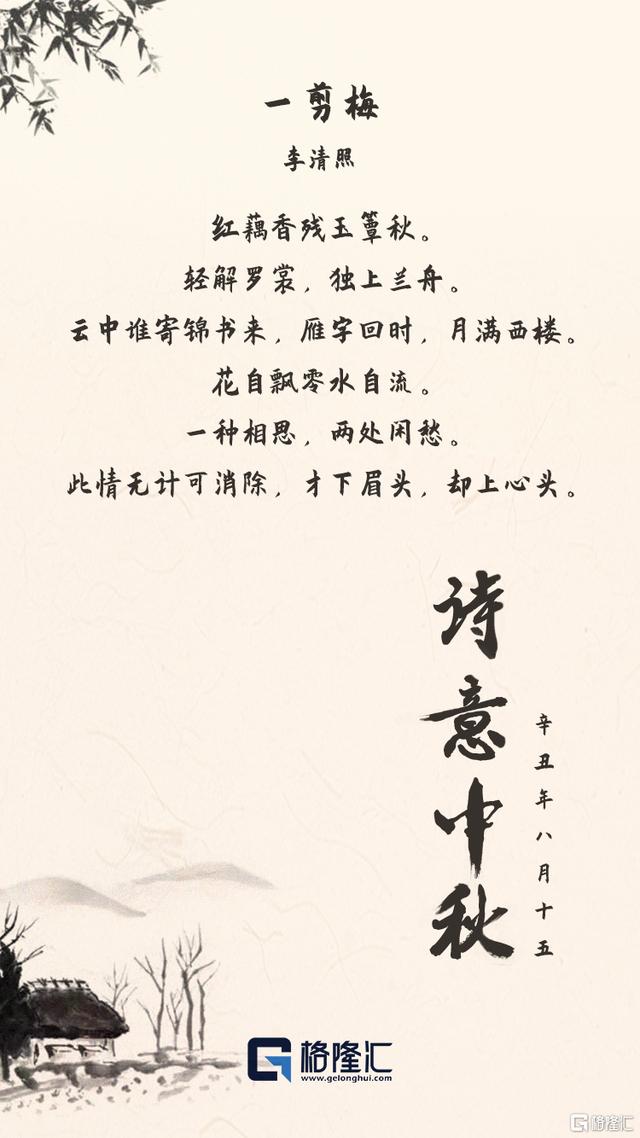 一剪梅
李清照
红藕香残玉簟秋。
轻解罗裳，独上兰舟。
云中谁寄锦书来，雁字回时，月满西楼。
花自飘零水自流。
一种相思，两处闲愁。
此情无计可消除，才下眉头，却上心头。
诗意中秋
辛丑年八月十五
格隆汇
www.gelonghui.com
格隆汇